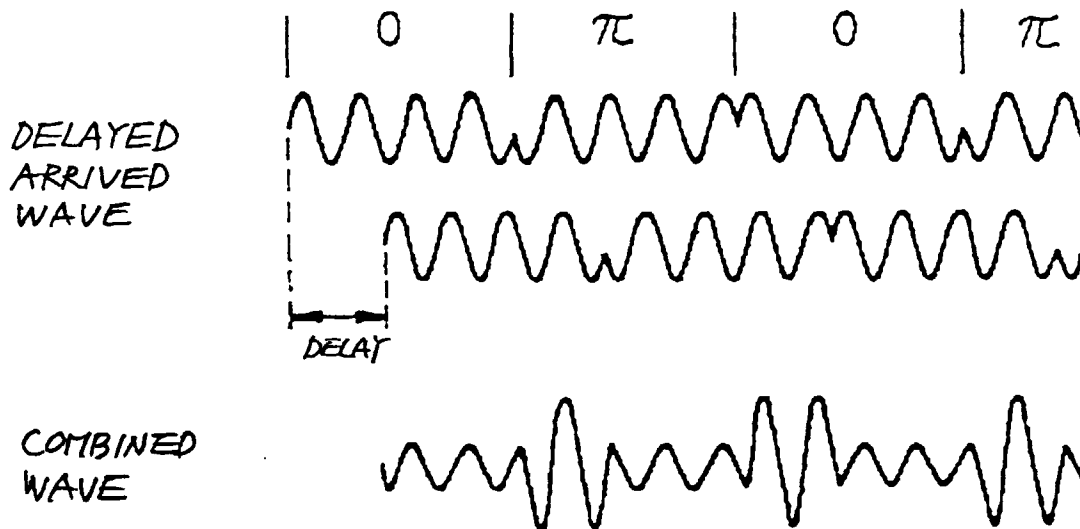 0 π 0 π
DELAYED
ARRIVED
WAVE
DELAY
COMBINED
WAVE